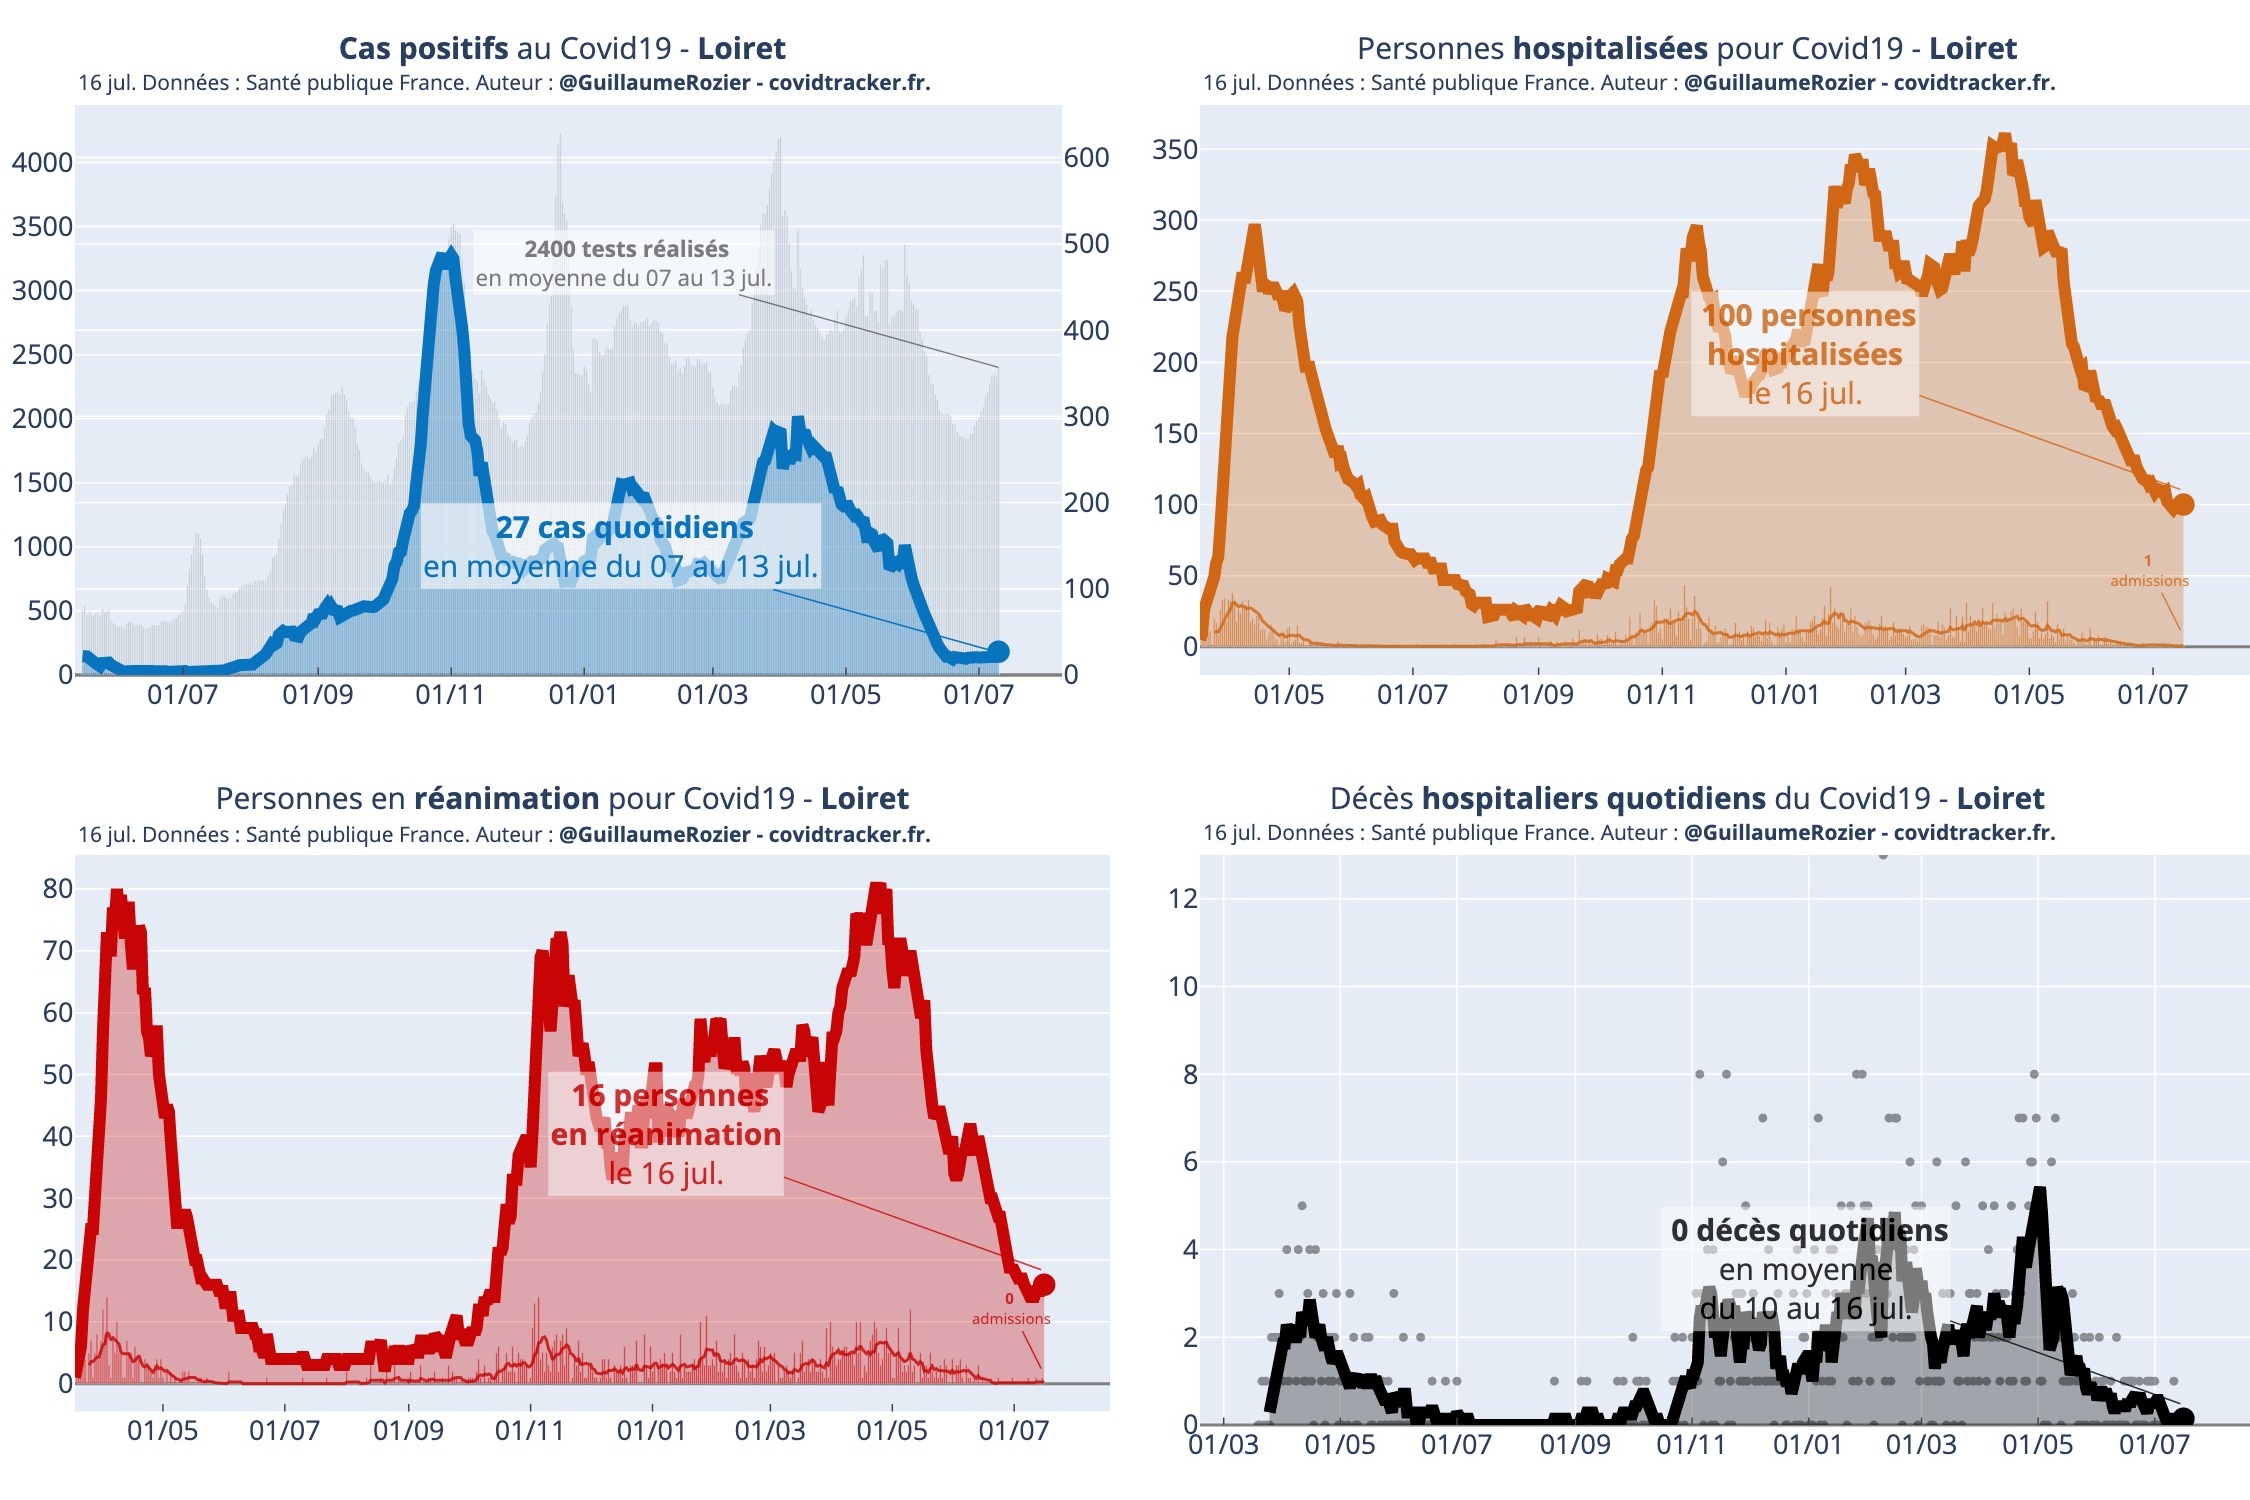 Cas positifs au Covid19 - Loiret
16 jul. Données : Santé publique France. Auteur : @GuillaumeRozier - covidtracker.fr.
4000
3500
3000
2500
2000
1500
1000
500
0
600
500
400
300
200
100
0
2400 tests réalisés
en moyenne du 07 au 13 jul.
27 cas quotidiens
en moyenne du 07 au 13 jul.
01/07 01/09 01/11 01/01 01/03 01/05 01/07
Personnes hospitalisées pour Covid19 - Loiret
16 jul. Données : Santé publique France. Auteur : @GuillaumeRozier - covidtracker.fr.
350
300
250
200
150
100
50
0
100 personnes
hospitalisées
le 16 jul.
1
admissions
01/05 01/07 01/09 01/11 01/01 01/03 01/05 01/07
Personnes en réanimation pour Covid19 - Loiret
16 jul. Données : Santé publique France. Auteur : @GuillaumeRozier - covidtracker.fr.
80
70
60
50
40
30
20
10
0
16 personnes
en réanimation
le 16 jul.
0
admissions
01/05 01/07 01/09 01/11 01/01 01/03 01/05 01/07
Décès hospitaliers quotidiens du Covid19 - Loiret
16 jul. Données : Santé publique France. Auteur : @GuillaumeRozier - covidtracker.fr.
12
10
8
6
4
2
0
0 décès quotidiens
en moyenne
du 10 au 16 jul.
01/03 01/05 01/07 01/09 01/11 01/01 01/03 01/05 01/07